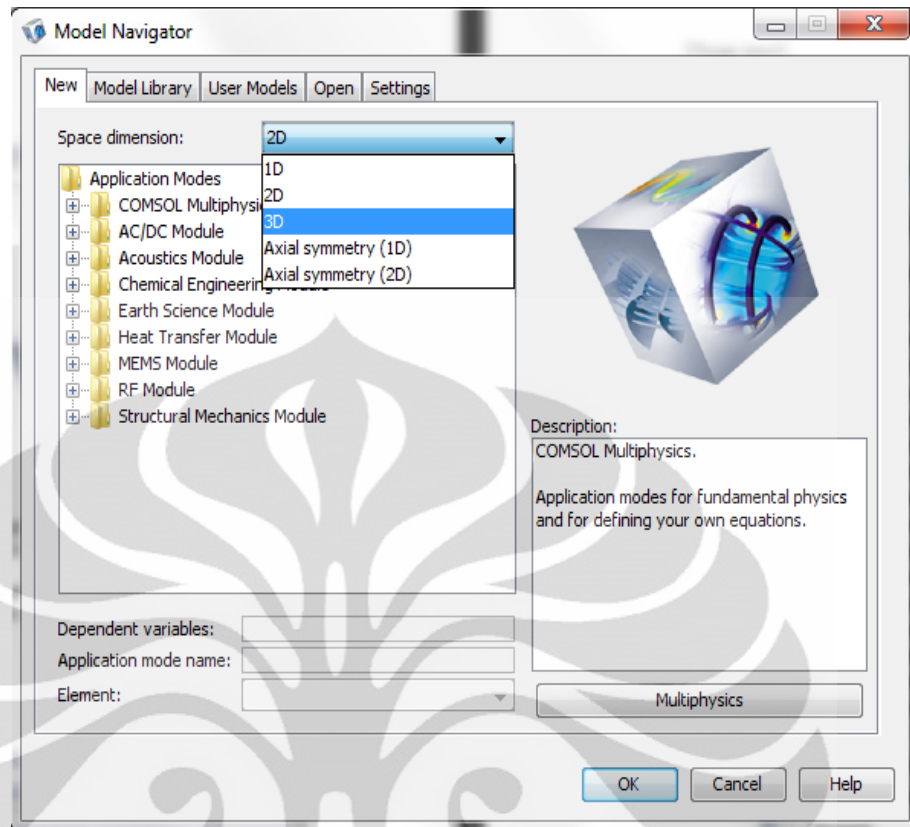 Model Navigator
New Model Library User Models Open Settings
Space dimension: 2D
1D
2D
3D
Axial symmetry (1D)
Axial symmetry (2D)
Application Modes
COMSOL Multiphysi
AC/DC Module
Acoustics Module
Chemical Engineering Module
Earth Science Module
Heat Transfer Module
MEMS Module
RF Module
Structural Mechanics Module
Description:
COMSOL Multiphysics.
Application modes for fundamental physics
and for defining your own equations.
Dependent variables:
Application mode name:
Element:
Multiphysics
OK Cancel Help